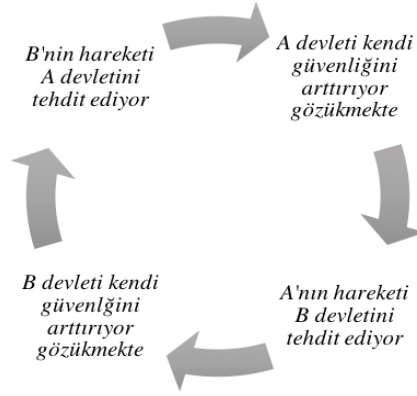 B'nin hareketi
A devletini
tehdit ediyor
A devleti kendi
güvenliğini
arttırıyor
gözükmekte
A'nın hareketi
B devletini
tehdit ediyor
B devleti kendi
güvenlğini
arttırıyor
gözükmekte